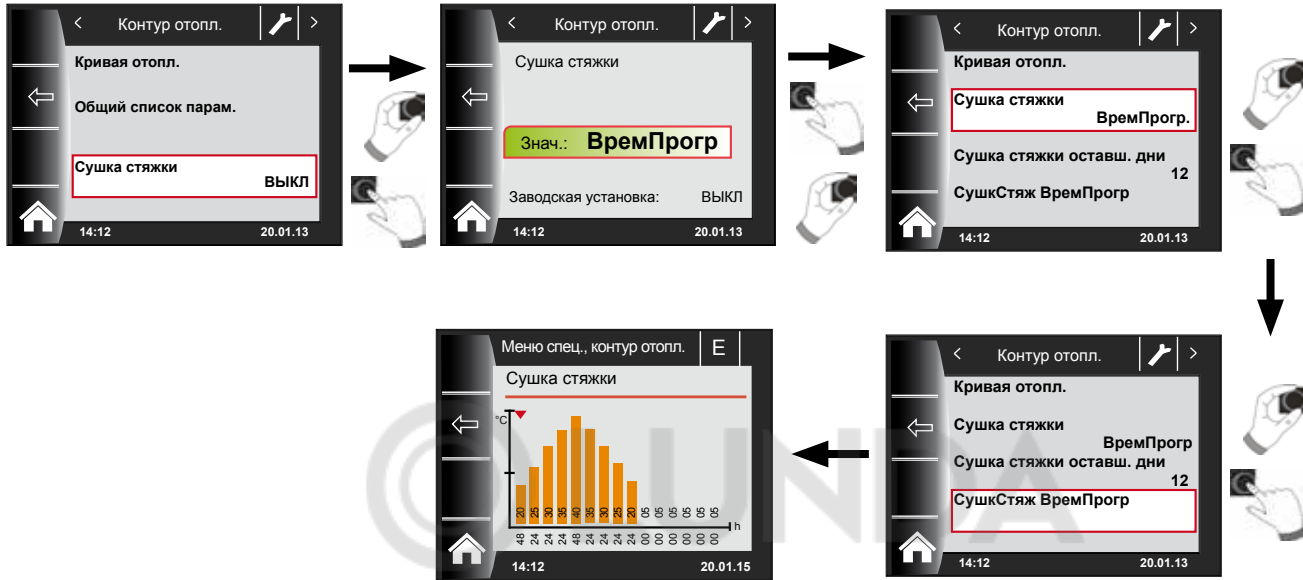 < Контур отопл. >
Кривая отопл.
Общий список парам.
Сушка стяжки
ВЫКЛ
14:12 20.01.13
< Контур отопл. >
Сушка стяжки
Знач.: ВремПрогр
Заводская установка: ВЫКЛ
14:12 20.01.13
< Контур отопл. >
Кривая отопл.
Сушка стяжки
ВремПрогр.
Сушка стяжки оставш. дни
12
СушкСтяж ВремПрогр
14:12 20.01.13
Меню спец., контур отопл. E
Сушка стяжки
°C
20 25 30 35 40 35 30 25 20 05 05 05 05 05
h
48 24 24 24 48 24 24 24 24 00 00 00 00 00
14:12 20.01.15
< Контур отопл. >
Кривая отопл.
Сушка стяжки
ВремПрогр
Сушка стяжки оставш. дни
12
СушкСтяж ВремПрогр
14:12 20.01.13
UNDA